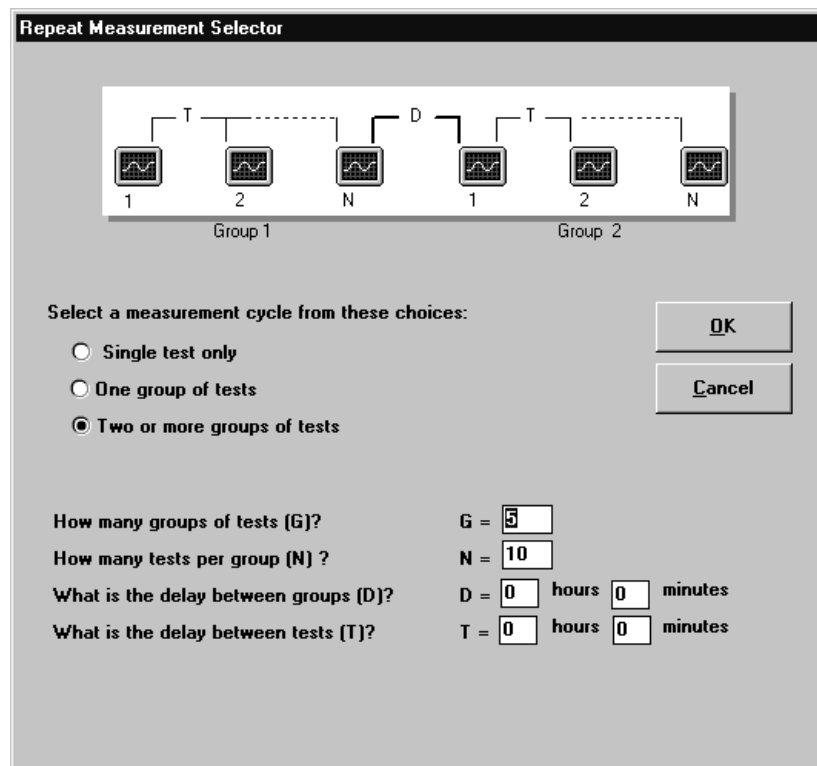 Repeat Measurement Selector
T D T
1 2 N 1 2 N
Group 1 Group 2
Select a measurement cycle from these choices:
OK
Single test only
One group of tests
Cancel
Two or more groups of tests
How many groups of tests (G)? G = 5
How many tests per group (N) ? N = 10
What is the delay between groups (D)? D = 0 hours 0 minutes
What is the delay between tests (T)? T = 0 hours 0 minutes